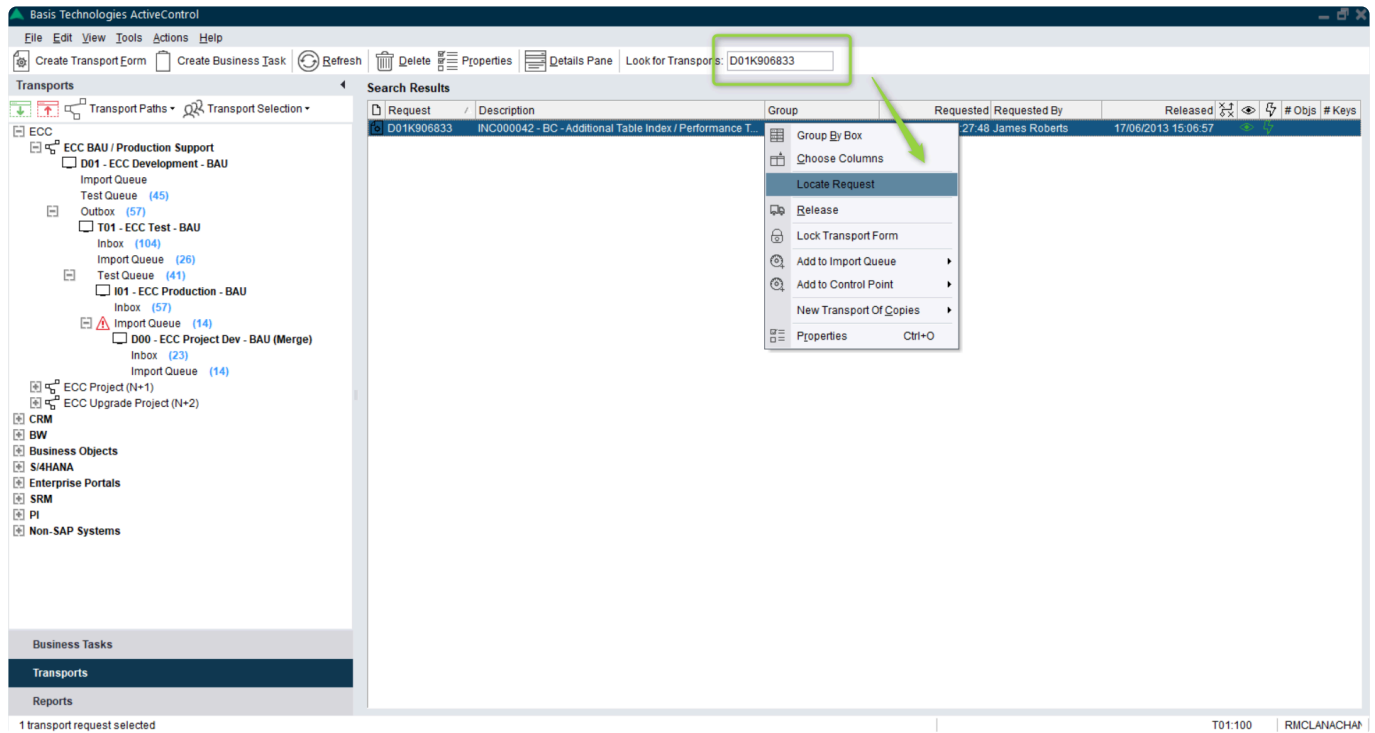 Basis Technologies ActiveControl
File Edit View Tools Actions Help
Create Transport Form Create Business Task Refresh Delete Properties Details Pane Look for Transports: D01K906833
Transports
Search Results
Transport Paths Transport Selection
Request Description Group Requested Requested By Released # Objs # Keys
D01K906833 INC000042 - BC - Additional Table Index / Performance T... :27:48 James Roberts 17/06/2013 15:06:57
ECC
ECC BAU / Production Support
D01 - ECC Development - BAU
Import Queue
Test Queue (45)
Outbox (57)
T01 - ECC Test - BAU
Inbox (104)
Import Queue (26)
Test Queue (41)
I01 - ECC Production - BAU
Inbox (57)
Import Queue (14)
D00 - ECC Project Dev - BAU (Merge)
Inbox (23)
Import Queue (14)
ECC Project (N+1)
ECC Upgrade Project (N+2)
CRM
BW
Business Objects
S/4HANA
Enterprise Portals
SRM
PI
Non-SAP Systems
Group By Box
Choose Columns
Locate Request
Release
Lock Transport Form
Add to Import Queue
Add to Control Point
New Transport Of Copies
Properties Ctrl+O
Business Tasks
Transports
Reports
1 transport request selected
T01:100 RMCLANACHAN